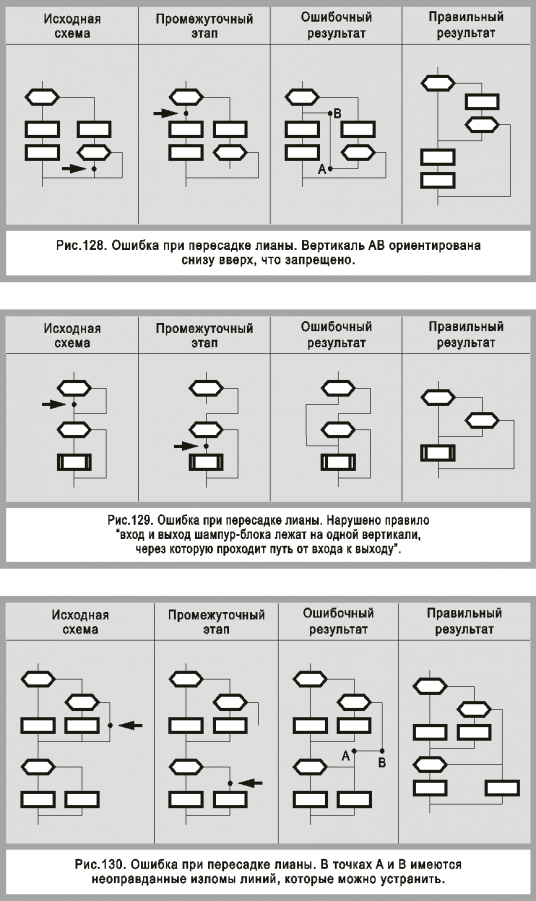 Исходная схема
Промежуточный этап
Ошибочный результат
Правильный результат
B
A
Рис.128. Ошибка при пересадке лианы. Вертикаль АВ ориентирована
снизу вверх, что запрещено.
Исходная схема
Промежуточный этап
Ошибочный результат
Правильный результат
Рис.129. Ошибка при пересадке лианы. Нарушено правило
“вход и выход шампур-блока лежат на одной вертикали,
через которую проходит путь от входа к выходу”.
Исходная схема
Промежуточный этап
Ошибочный результат
Правильный результат
A
B
Рис.130. Ошибка при пересадке лианы. В точках А и В имеются
неоправданные изломы линий, которые можно устранить.